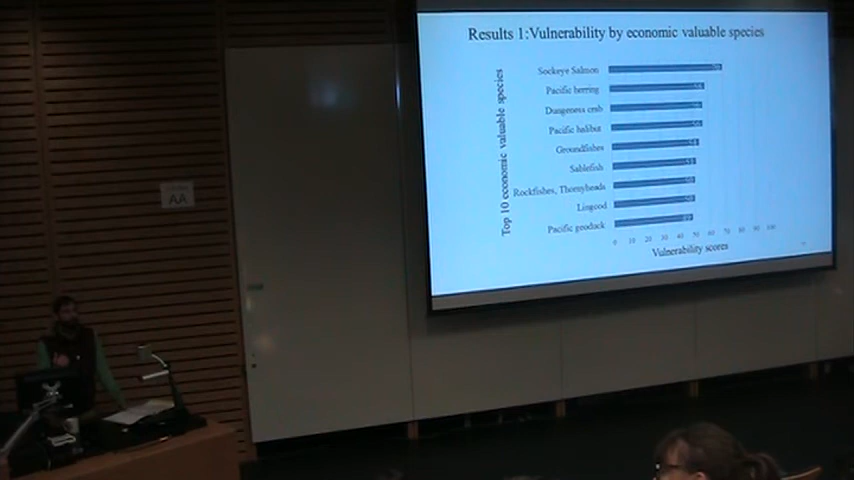 Results 1:Vulnerability by economic valuable species
Top 10 economic valuable species
Sockeye Salmon
Pacific herring
Dungeness crab
Pacific halibut
Groundfishes
Sablefish
Rockfishes, Thornyheads
Lingcod
Pacific geoduck
0 10 20 30 40 50 60 70 80 90 100
Vulnerability scores
AA